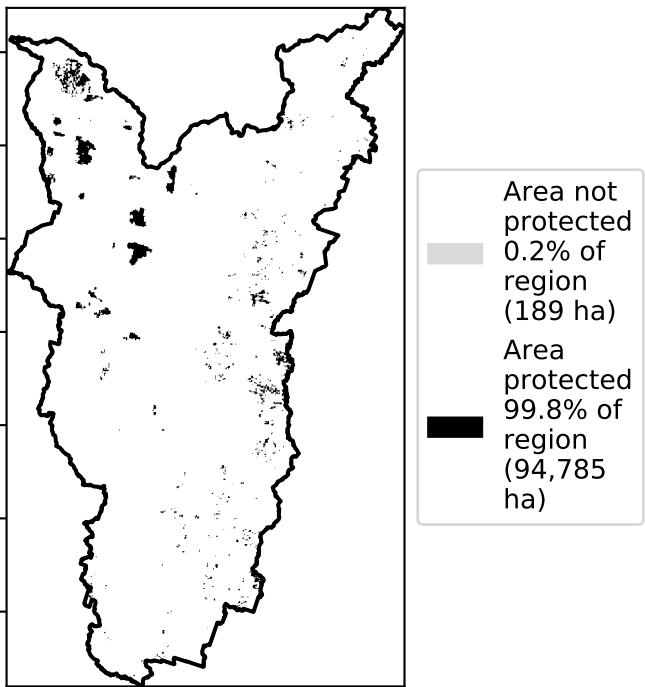 Area not
protected
0.2% of
region
(189 ha)
Area
protected
99.8% of
region
(94,785
ha)